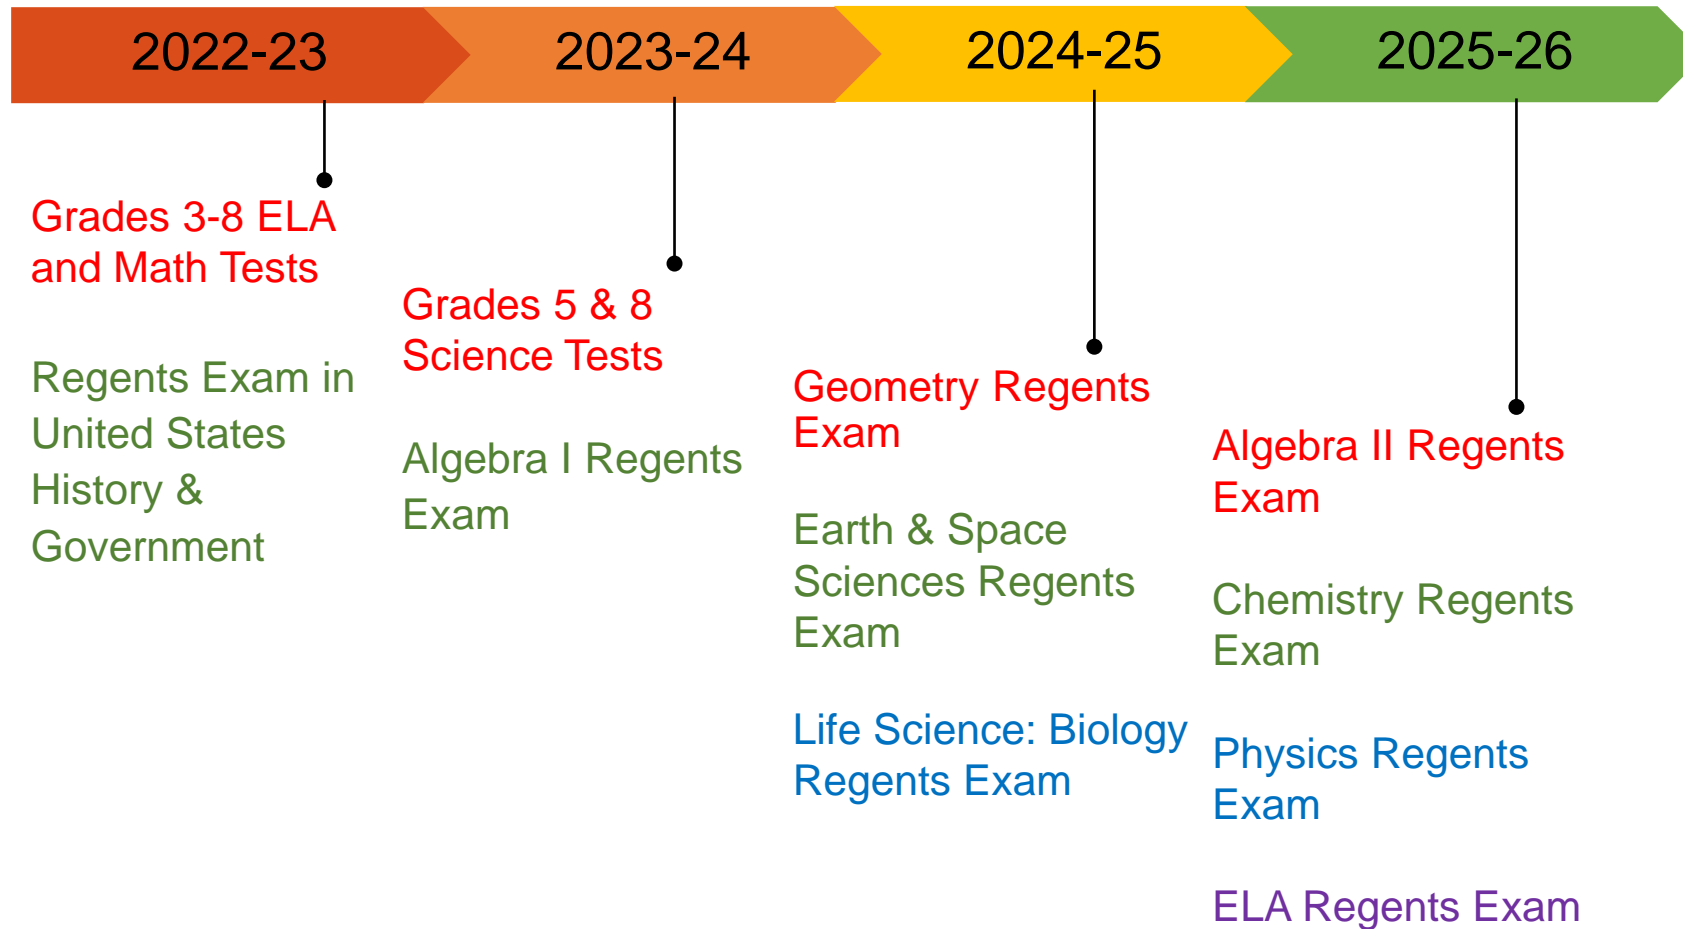 2022-23
2023-24
2024-25
2025-26
Grades 3-8 ELA
and Math Tests
Regents Exam in
United States
History &
Government
Grades 5 & 8
Science Tests
Algebra I Regents
Exam
Geometry Regents
Exam
Earth & Space
Sciences Regents
Exam
Life Science: Biology
Regents Exam
Algebra II Regents
Exam
Chemistry Regents
Exam
Physics Regents
Exam
ELA Regents Exam